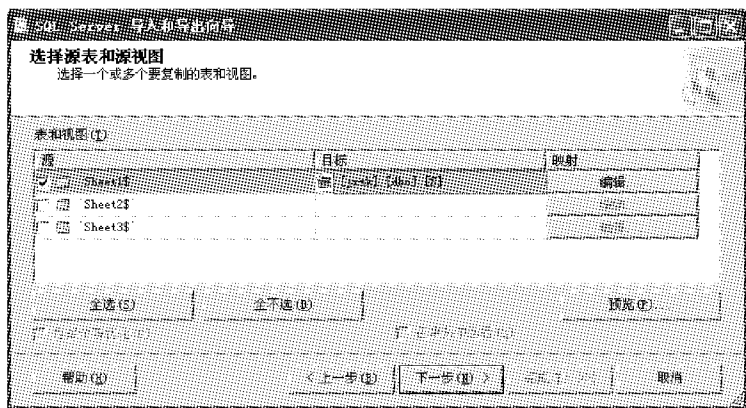 SQL Server 导入和导出向导
选择源表和源视图
选择一个或多个要复制的表和视图。
表和视图(T)
源 目标 映射
`Sheet1$` [jxsk].[dbo].[S] 编辑
`Sheet2$`
`Sheet3$`
全选(S) 全不选(D) 预览(P)
帮助(H) < 上一步(B) 下一步(N) > 取消